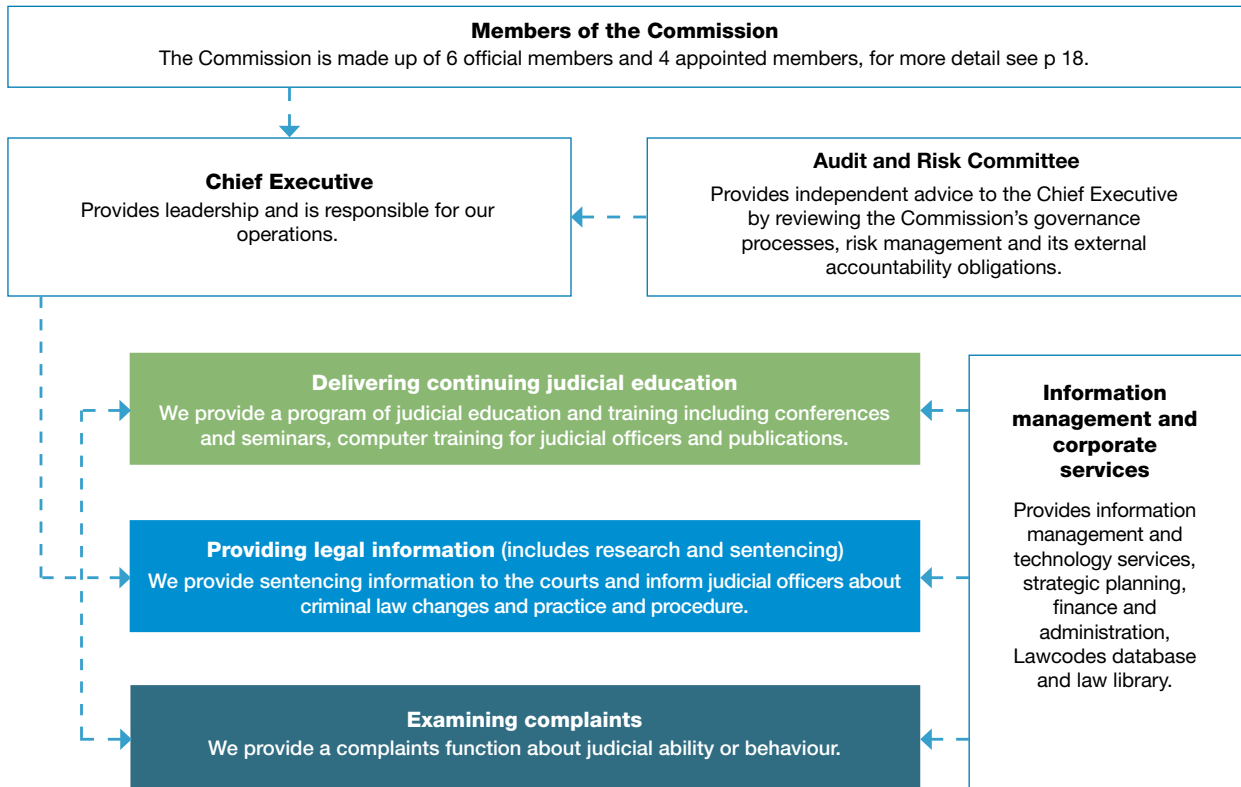 Members of the Commission
The Commission is made up of 6 official members and 4 appointed members, for more detail see p 18.
Chief Executive
Provides leadership and is responsible for our
operations.
Audit and Risk Committee
Provides independent advice to the Chief Executive
by reviewing the Commission’s governance
processes, risk management and its external
accountability obligations.
Delivering continuing judicial education
We provide a program of judicial education and training including conferences
and seminars, computer training for judicial officers and publications.
Providing legal information (includes research and sentencing)
We provide sentencing information to the courts and inform judicial officers about
criminal law changes and practice and procedure.
Examining complaints
We provide a complaints function about judicial ability or behaviour.
Information
management and
corporate
services
Provides information
management and
technology services,
strategic planning,
finance and
administration,
Lawcodes database
and law library.